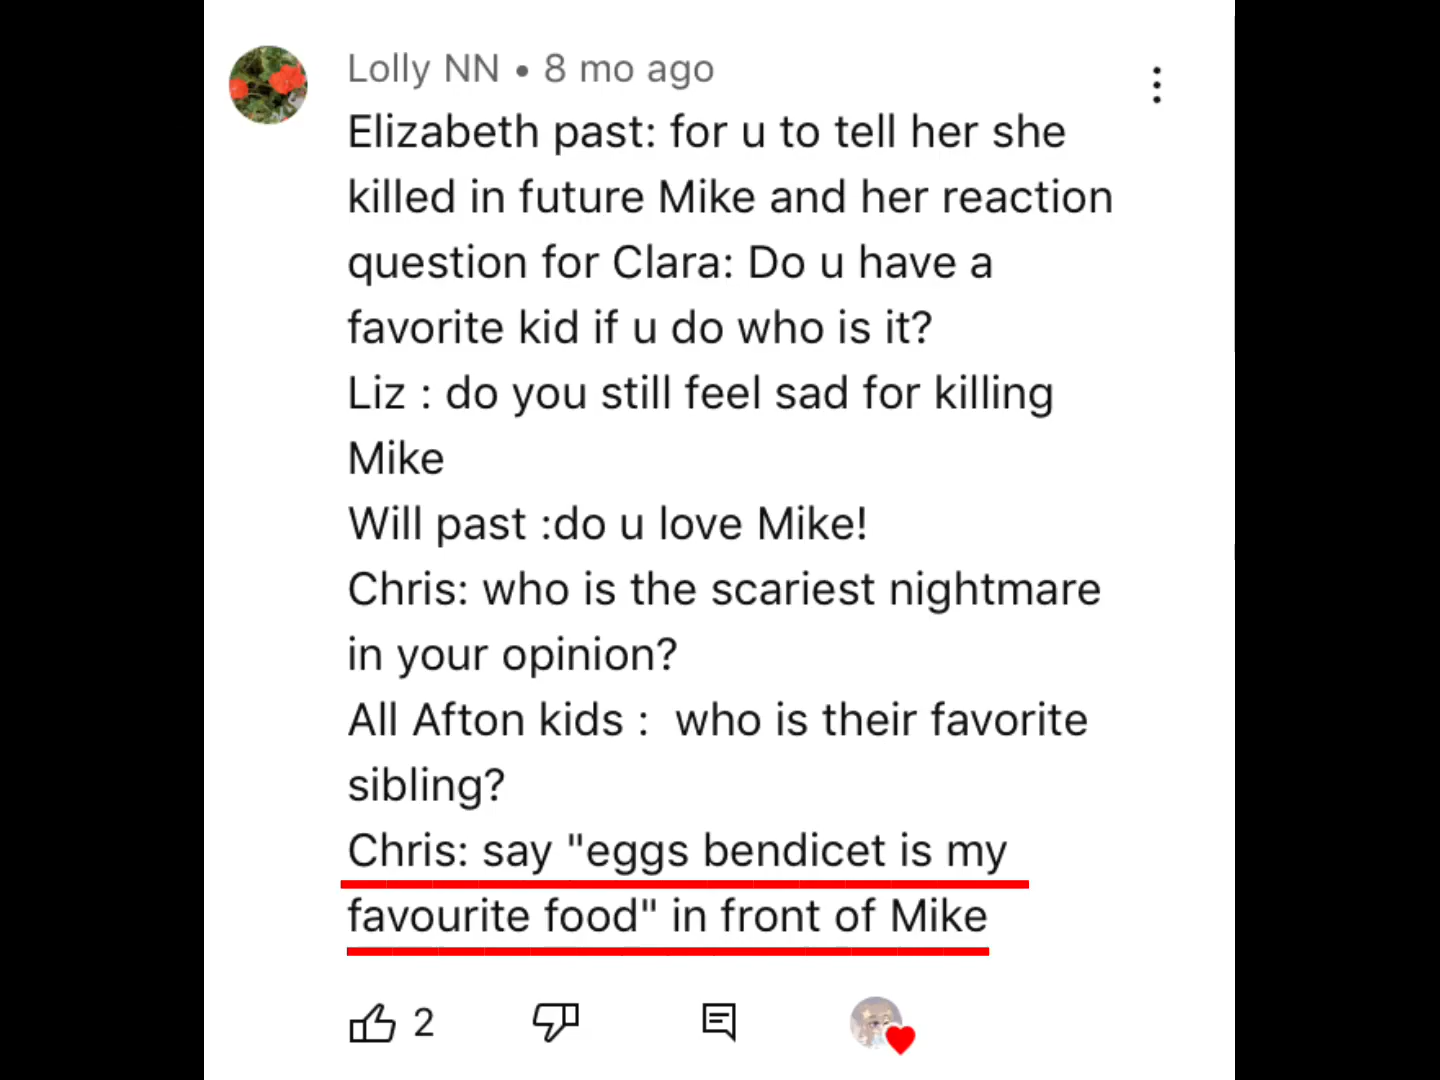 Lolly NN • 8 mo ago
Elizabeth past: for u to tell her she
killed in future Mike and her reaction
question for Clara: Do u have a
favorite kid if u do who is it?
Liz : do you still feel sad for killing
Mike
Will past :do u love Mike!
Chris: who is the scariest nightmare
in your opinion?
All Afton kids :  who is their favorite
sibling?
Chris: say "eggs bendicet is my
favourite food" in front of Mike
2